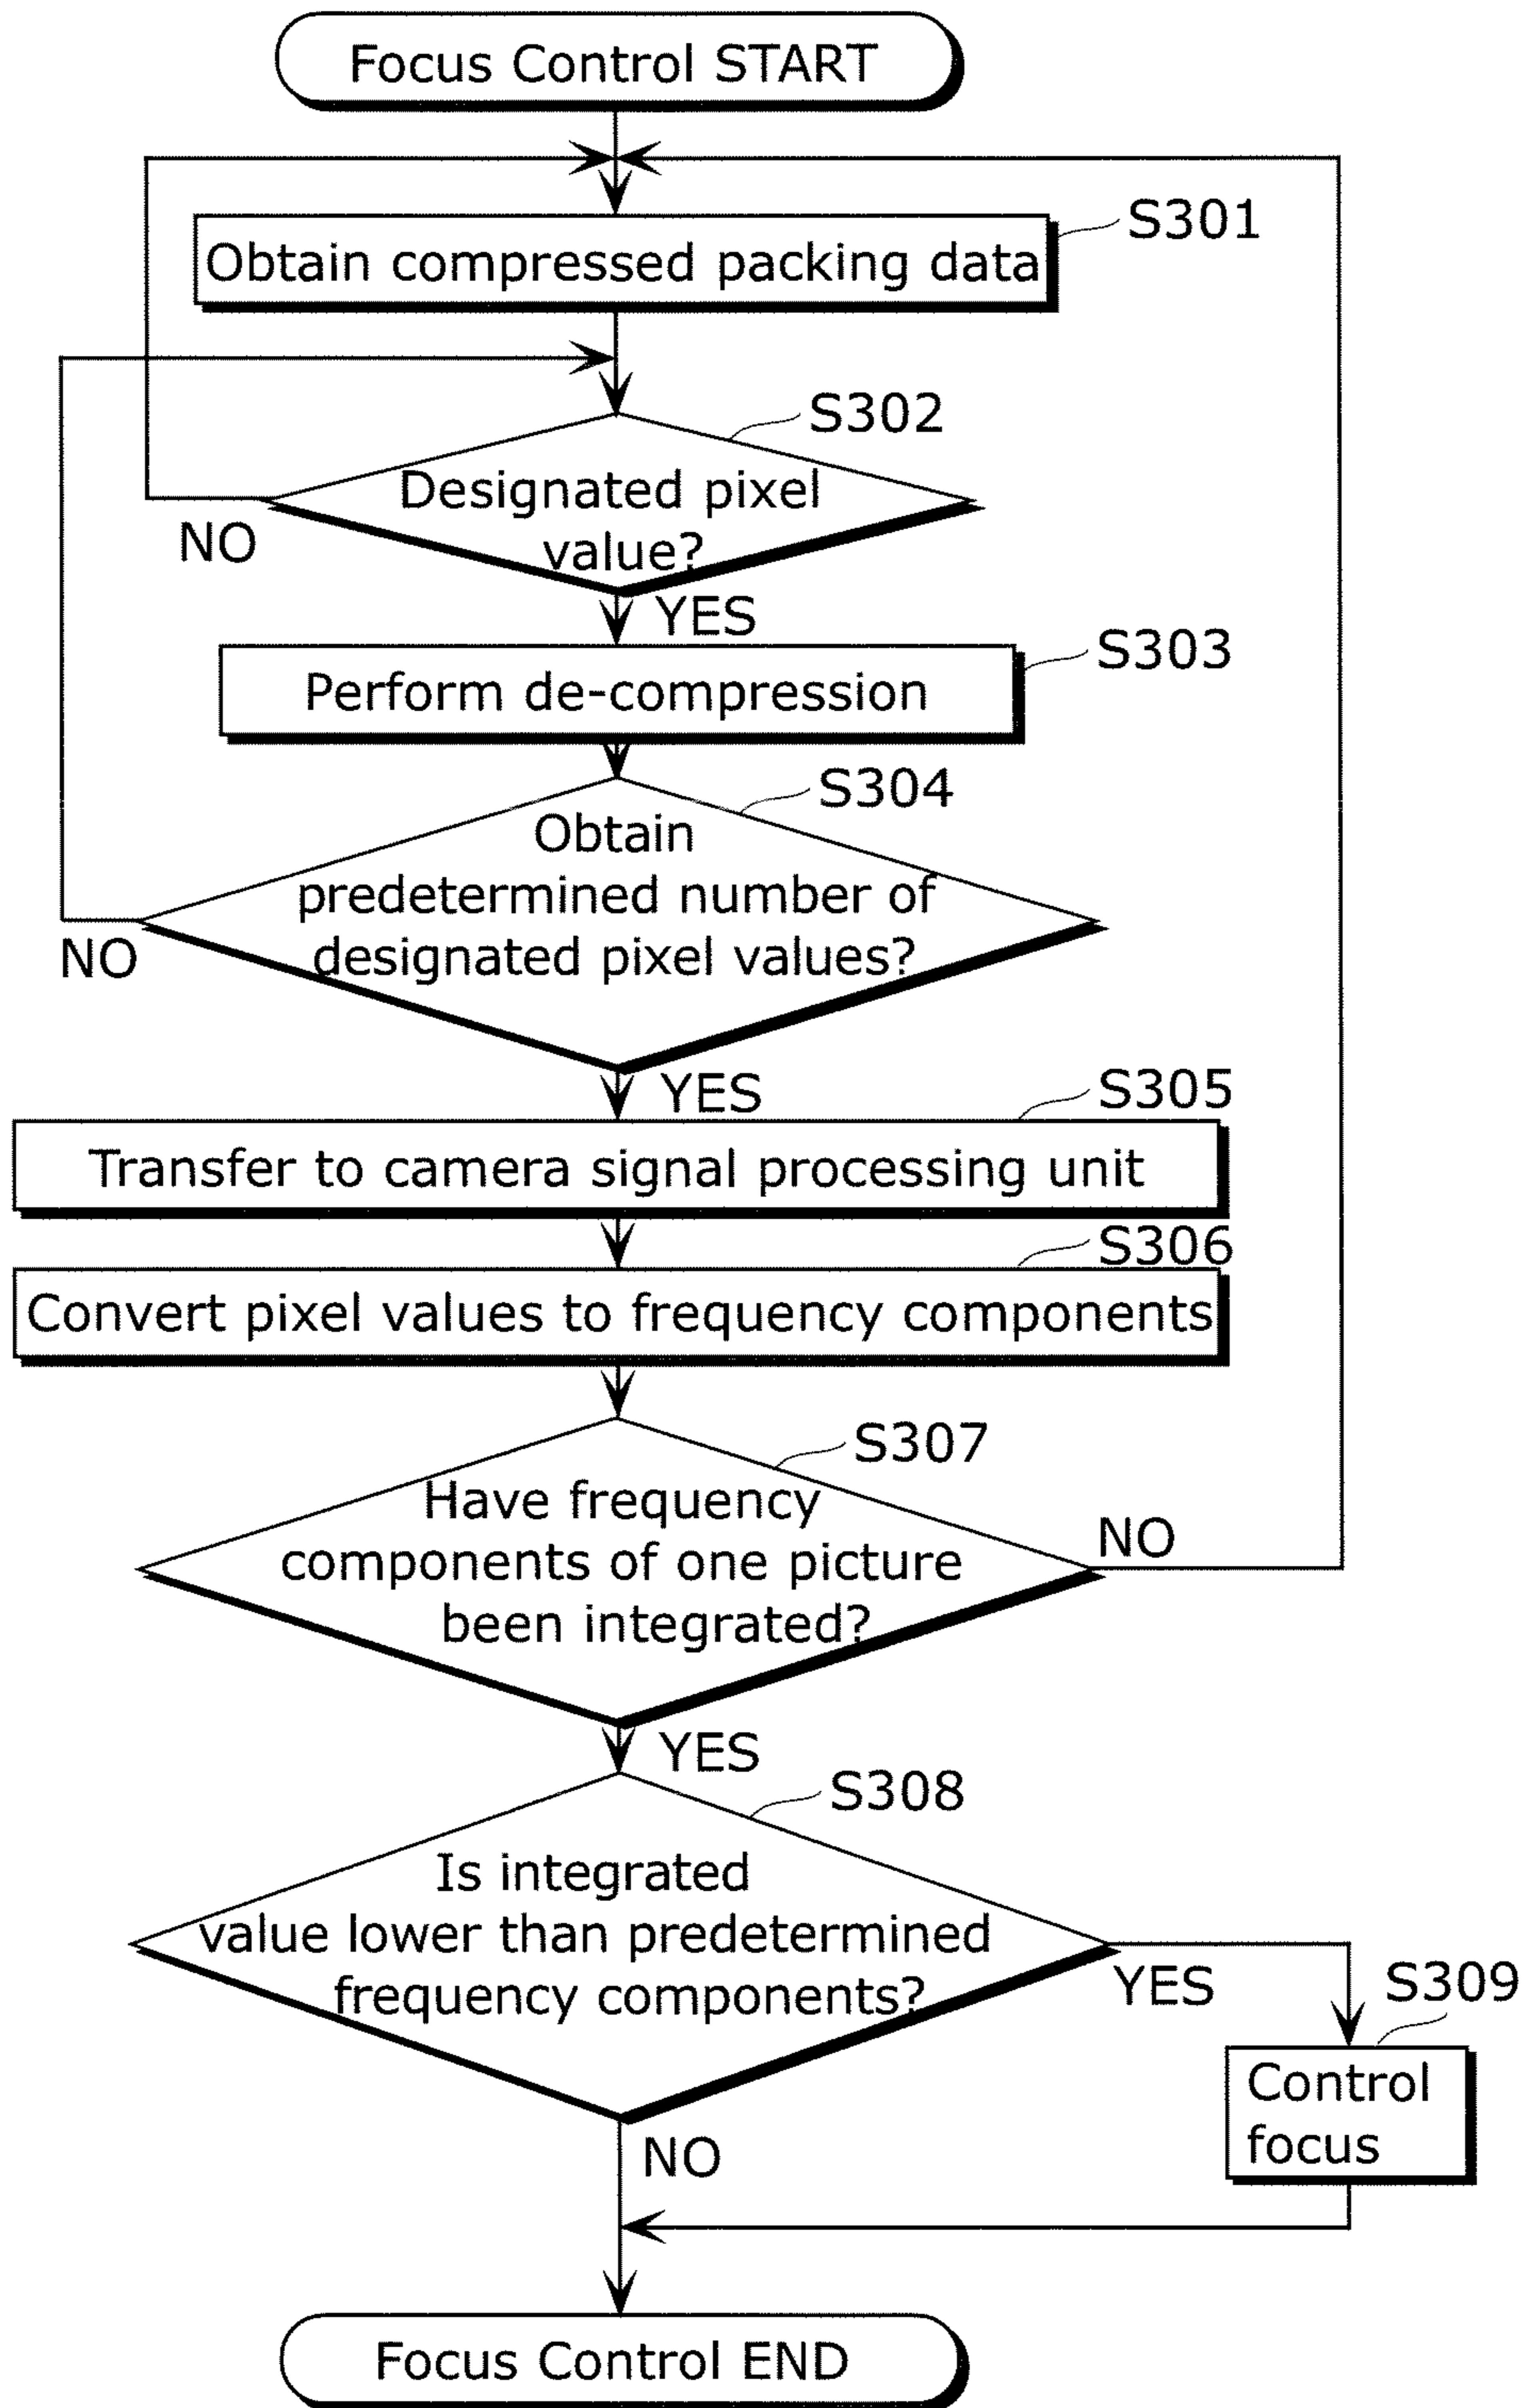 Focus Control START
S301
Obtain compressed packing data
S302
Designated pixel
value?
NO
YES
S303
Perform de-compression
S304
Obtain
predetermined number of
designated pixel values?
NO
YES
S305
Transfer to camera signal processing unit
S306
Convert pixel values to frequency components
S307
Have frequency
components of one picture
been integrated?
NO
YES
S308
Is integrated
value lower than predetermined
frequency components?
YES
S309
Control
focus
NO
Focus Control END